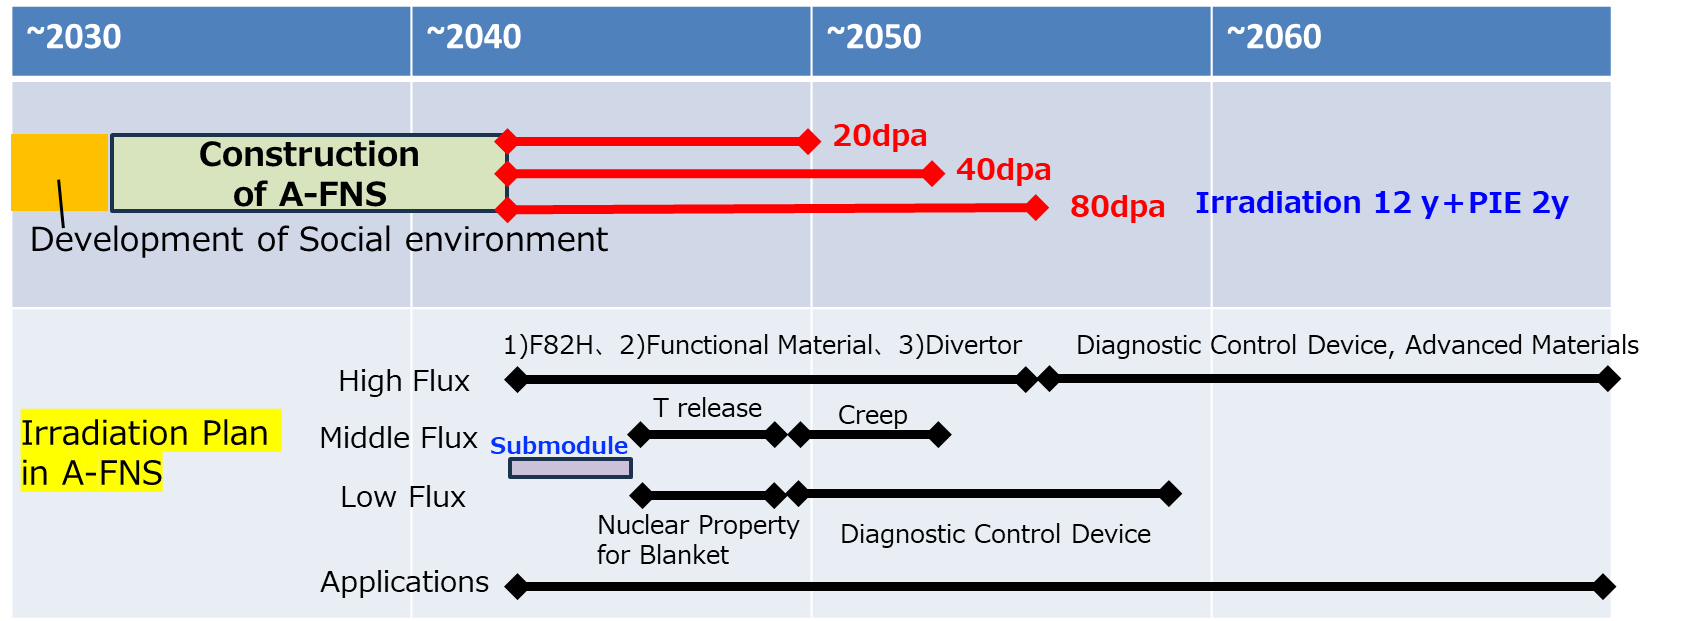 ~2030
~2040
~2050
~2060
Construction
of A-FNS
20dpa
40dpa
80dpa
Irradiation 12 y+PIE 2y
Development of Social environment
1)F82H、2)Functional Material、3)Divertor
Diagnostic Control Device, Advanced Materials
High Flux
T release
Creep
Middle Flux
Submodule
Irradiation Plan
in A-FNS
Low Flux
Nuclear Property
for Blanket
Diagnostic Control Device
Applications